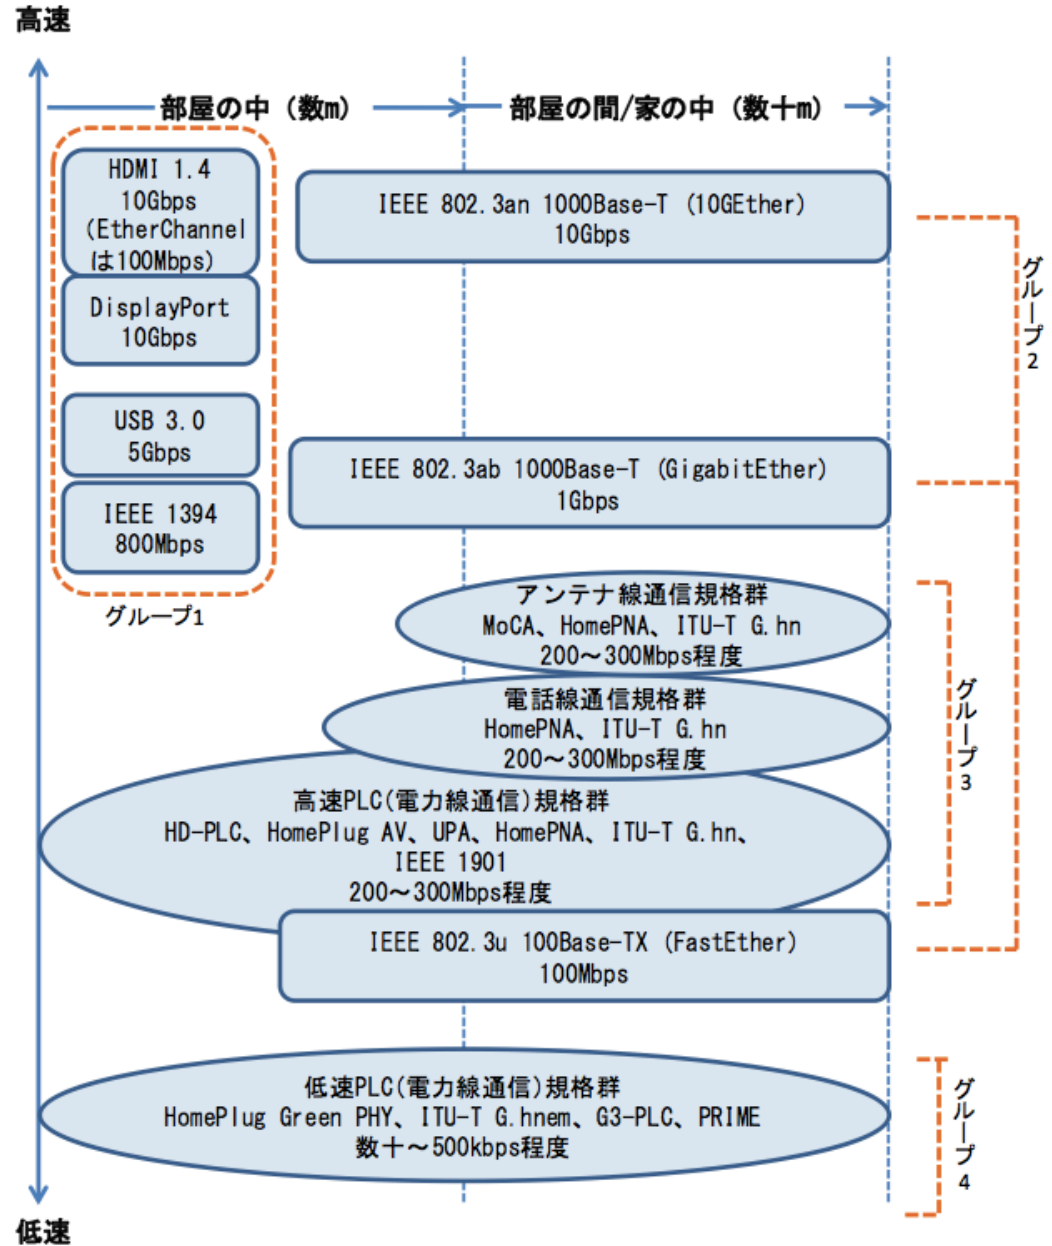 高速
部屋の中（数m）
部屋の間/家の中（数十m）
HDMI 1.4
10Gbps
（EtherChannel
は100Mbps）
IEEE 802.3an 1000Base-T（10GEther）
10Gbps
DisplayPort
10Gbps
グループ2
USB 3.0
5Gbps
IEEE 802.3ab 1000Base-T（GigabitEther）
1Gbps
IEEE 1394
800Mbps
グループ1
アンテナ線通信規格群
MoCA、HomePNA、ITU-T G.hn
200～300Mbps程度
電話線通信規格群
HomePNA、ITU-T G.hn
200～300Mbps程度
グループ3
高速PLC（電力線通信）規格群
HD-PLC、HomePlug AV、UPA、HomePNA、ITU-T G.hn、
IEEE 1901
200～300Mbps程度
IEEE 802.3u 100Base-TX（FastEther）
100Mbps
低速PLC（電力線通信）規格群
HomePlug Green PHY、ITU-T G.hnem、G3-PLC、PRIME
数十～500kbps程度
グループ4
低速